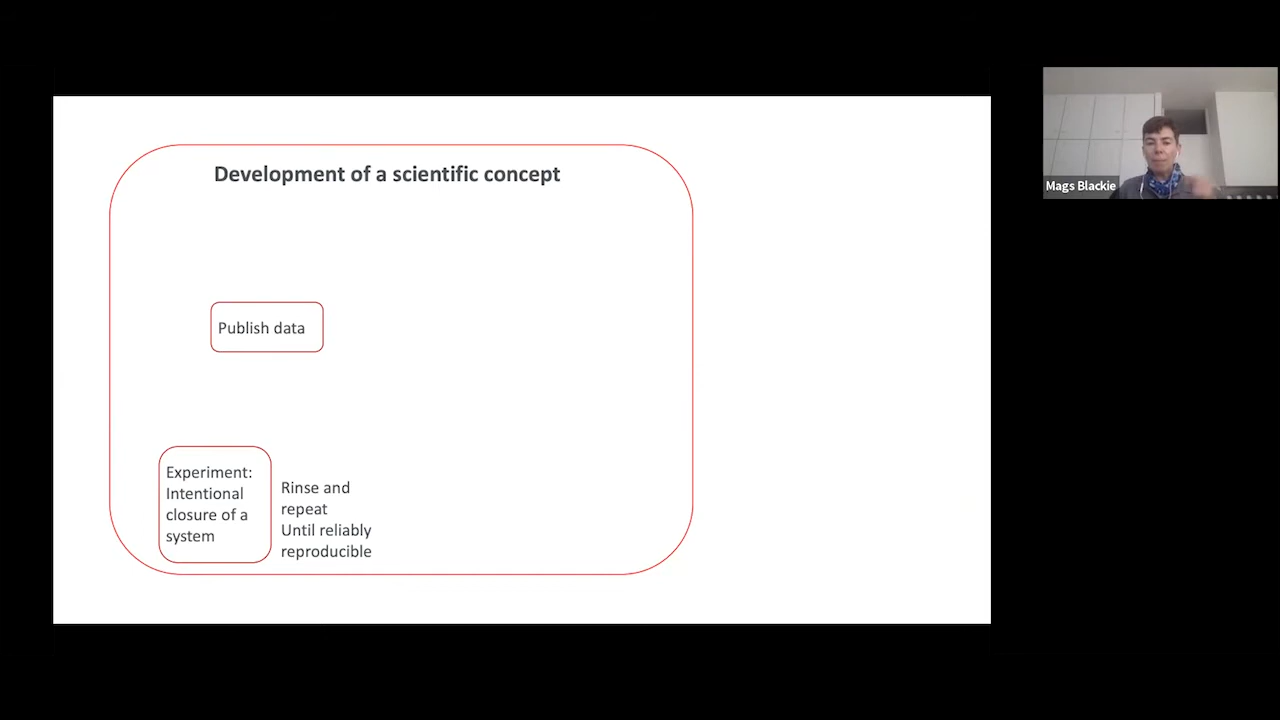 Development of a scientific concept
Publish data
Experiment:
Intentional
closure of a
system
Rinse and
repeat
Until reliably
reproducible
Mags Blackie